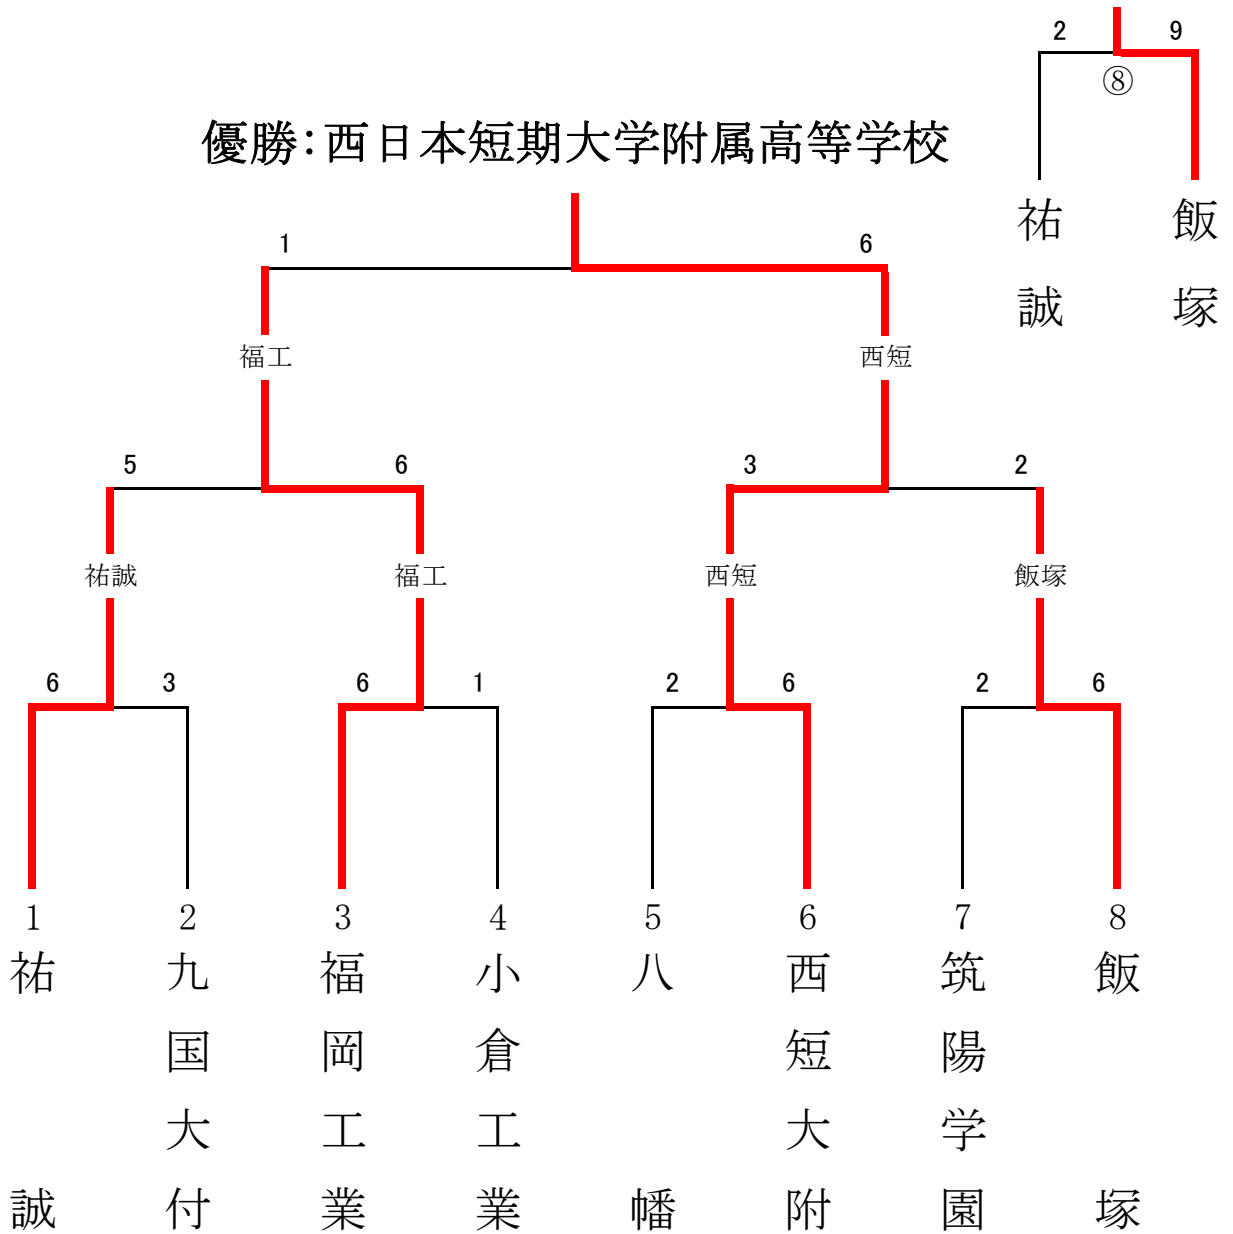 2 9
⑧
優勝：西日本短期大学附属高等学校
祐誠
飯塚
1 6
福工 西短
5 6 3 2
祐誠 福工 西短 飯塚
6 3 6 1 2 6 2 6
1 2 3 4 5 6 7 8
祐誠
九国大付
福岡工業
小倉工業
八幡
西短大附
筑陽学園
飯塚